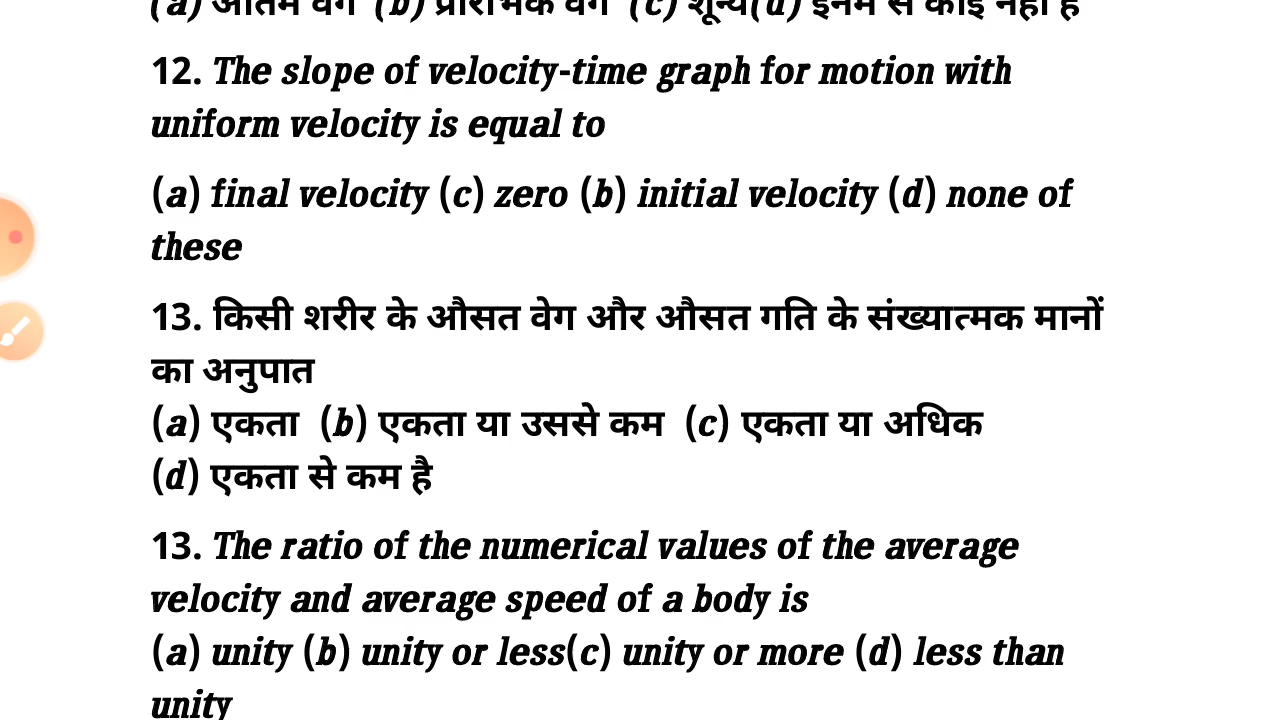 (a) अंतिम वेग (b) प्रारंभिक वेग (c) शून्य(d) इनमें से कोई नहीं है
12. The slope of velocity-time graph for motion with
uniform velocity is equal to
(a) final velocity (c) zero (b) initial velocity (d) none of
these
13. किसी शरीर के औसत वेग और औसत गति के संख्यात्मक मानों
का अनुपात
(a) एकता (b) एकता या उससे कम (c) एकता या अधिक
(d) एकता से कम है
13. The ratio of the numerical values of the average
velocity and average speed of a body is
(a) unity (b) unity or less(c) unity or more (d) less than
unity